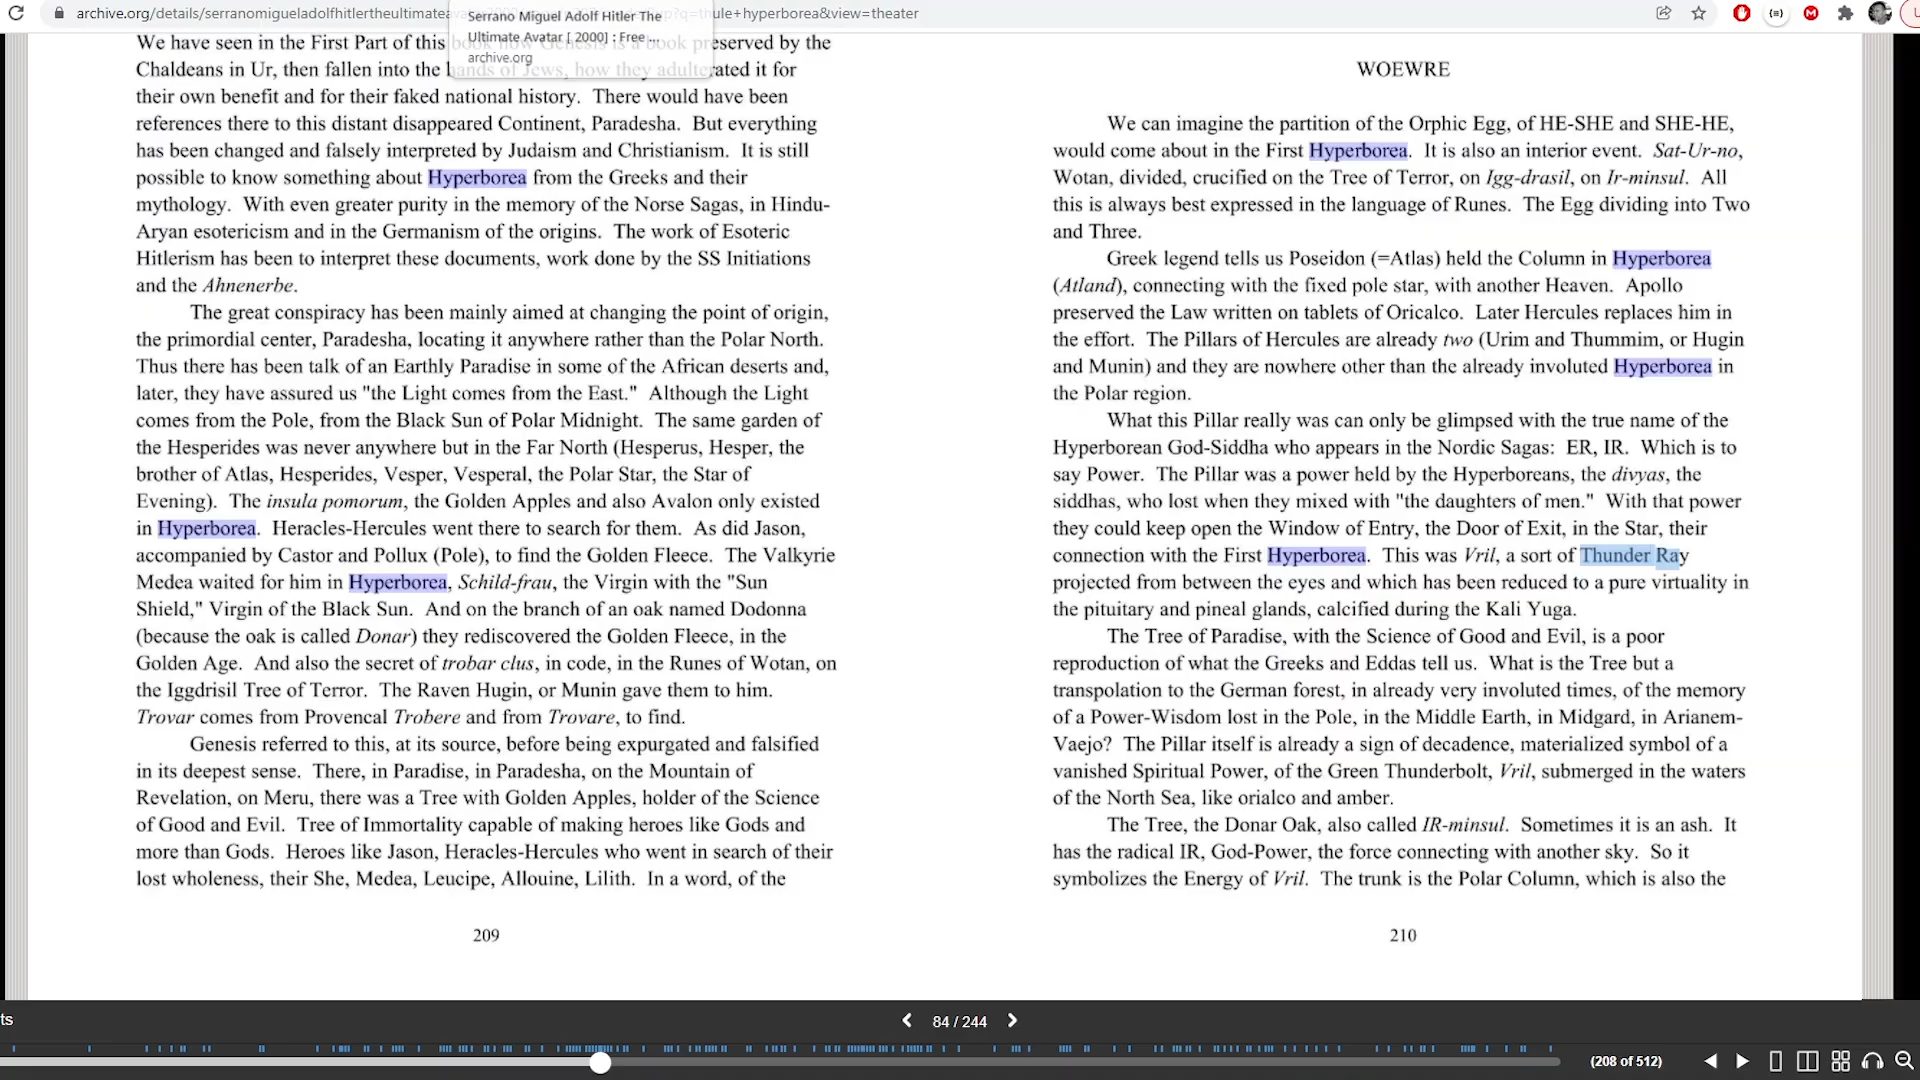 archive.org/details/serranomigueladolfhitlertheultimateava up?q=thule+hyperborea&view=theater
Serrano Miguel Adolf Hitler The
Ultimate Avatar [ 2000] : Free ...
archive.org
We have seen in the First Part of this book how Genesis is a book preserved by the
Chaldeans in Ur, then fallen into the hands of Jews, how they adulterated it for
their own benefit and for their faked national history. There would have been
references there to this distant disappeared Continent, Paradesha. But everything
has been changed and falsely interpreted by Judaism and Christianism. It is still
possible to know something about Hyperborea from the Greeks and their
mythology. With even greater purity in the memory of the Norse Sagas, in Hindu-
Aryan esotericism and in the Germanism of the origins. The work of Esoteric
Hitlerism has been to interpret these documents, work done by the SS Initiations
and the Ahnenerbe.
The great conspiracy has been mainly aimed at changing the point of origin,
the primordial center, Paradesha, locating it anywhere rather than the Polar North.
Thus there has been talk of an Earthly Paradise in some of the African deserts and,
later, they have assured us "the Light comes from the East." Although the Light
comes from the Pole, from the Black Sun of Polar Midnight. The same garden of
the Hesperides was never anywhere but in the Far North (Hesperus, Hesper, the
brother of Atlas, Hesperides, Vesper, Vesperal, the Polar Star, the Star of
Evening). The insula pomorum, the Golden Apples and also Avalon only existed
in Hyperborea. Heracles-Hercules went there to search for them. As did Jason,
accompanied by Castor and Pollux (Pole), to find the Golden Fleece. The Valkyrie
Medea waited for him in Hyperborea, Schild-frau, the Virgin with the "Sun
Shield," Virgin of the Black Sun. And on the branch of an oak named Dodonna
(because the oak is called Donar) they rediscovered the Golden Fleece, in the
Golden Age. And also the secret of trobar clus, in code, in the Runes of Wotan, on
the Iggdrisil Tree of Terror. The Raven Hugin, or Munin gave them to him.
Trovar comes from Provencal Trobere and from Trovare, to find.
Genesis referred to this, at its source, before being expurgated and falsified
in its deepest sense. There, in Paradise, in Paradesha, on the Mountain of
Revelation, on Meru, there was a Tree with Golden Apples, holder of the Science
of Good and Evil. Tree of Immortality capable of making heroes like Gods and
more than Gods. Heroes like Jason, Heracles-Hercules who went in search of their
lost wholeness, their She, Medea, Leucipe, Allouine, Lilith. In a word, of the
209
WOEWRE
We can imagine the partition of the Orphic Egg, of HE-SHE and SHE-HE,
would come about in the First Hyperborea. It is also an interior event. Sat-Ur-no,
Wotan, divided, crucified on the Tree of Terror, on Igg-drasil, on Ir-minsul. All
this is always best expressed in the language of Runes. The Egg dividing into Two
and Three.
Greek legend tells us Poseidon (=Atlas) held the Column in Hyperborea
(Atland), connecting with the fixed pole star, with another Heaven. Apollo
preserved the Law written on tablets of Oricalco. Later Hercules replaces him in
the effort. The Pillars of Hercules are already two (Urim and Thummim, or Hugin
and Munin) and they are nowhere other than the already involuted Hyperborea in
the Polar region.
What this Pillar really was can only be glimpsed with the true name of the
Hyperborean God-Siddha who appears in the Nordic Sagas: ER, IR. Which is to
say Power. The Pillar was a power held by the Hyperboreans, the divyas, the
siddhas, who lost when they mixed with "the daughters of men." With that power
they could keep open the Window of Entry, the Door of Exit, in the Star, their
connection with the First Hyperborea. This was Vril, a sort of Thunder Ray
projected from between the eyes and which has been reduced to a pure virtuality in
the pituitary and pineal glands, calcified during the Kali Yuga.
The Tree of Paradise, with the Science of Good and Evil, is a poor
reproduction of what the Greeks and Eddas tell us. What is the Tree but a
transpolation to the German forest, in already very involuted times, of the memory
of a Power-Wisdom lost in the Pole, in the Middle Earth, in Midgard, in Arianem-
Vaejo? The Pillar itself is already a sign of decadence, materialized symbol of a
vanished Spiritual Power, of the Green Thunderbolt, Vril, submerged in the waters
of the North Sea, like orialco and amber.
The Tree, the Donar Oak, also called IR-minsul. Sometimes it is an ash. It
has the radical IR, God-Power, the force connecting with another sky. So it
symbolizes the Energy of Vril. The trunk is the Polar Column, which is also the
210
ts
84 / 244
(208 of 512)